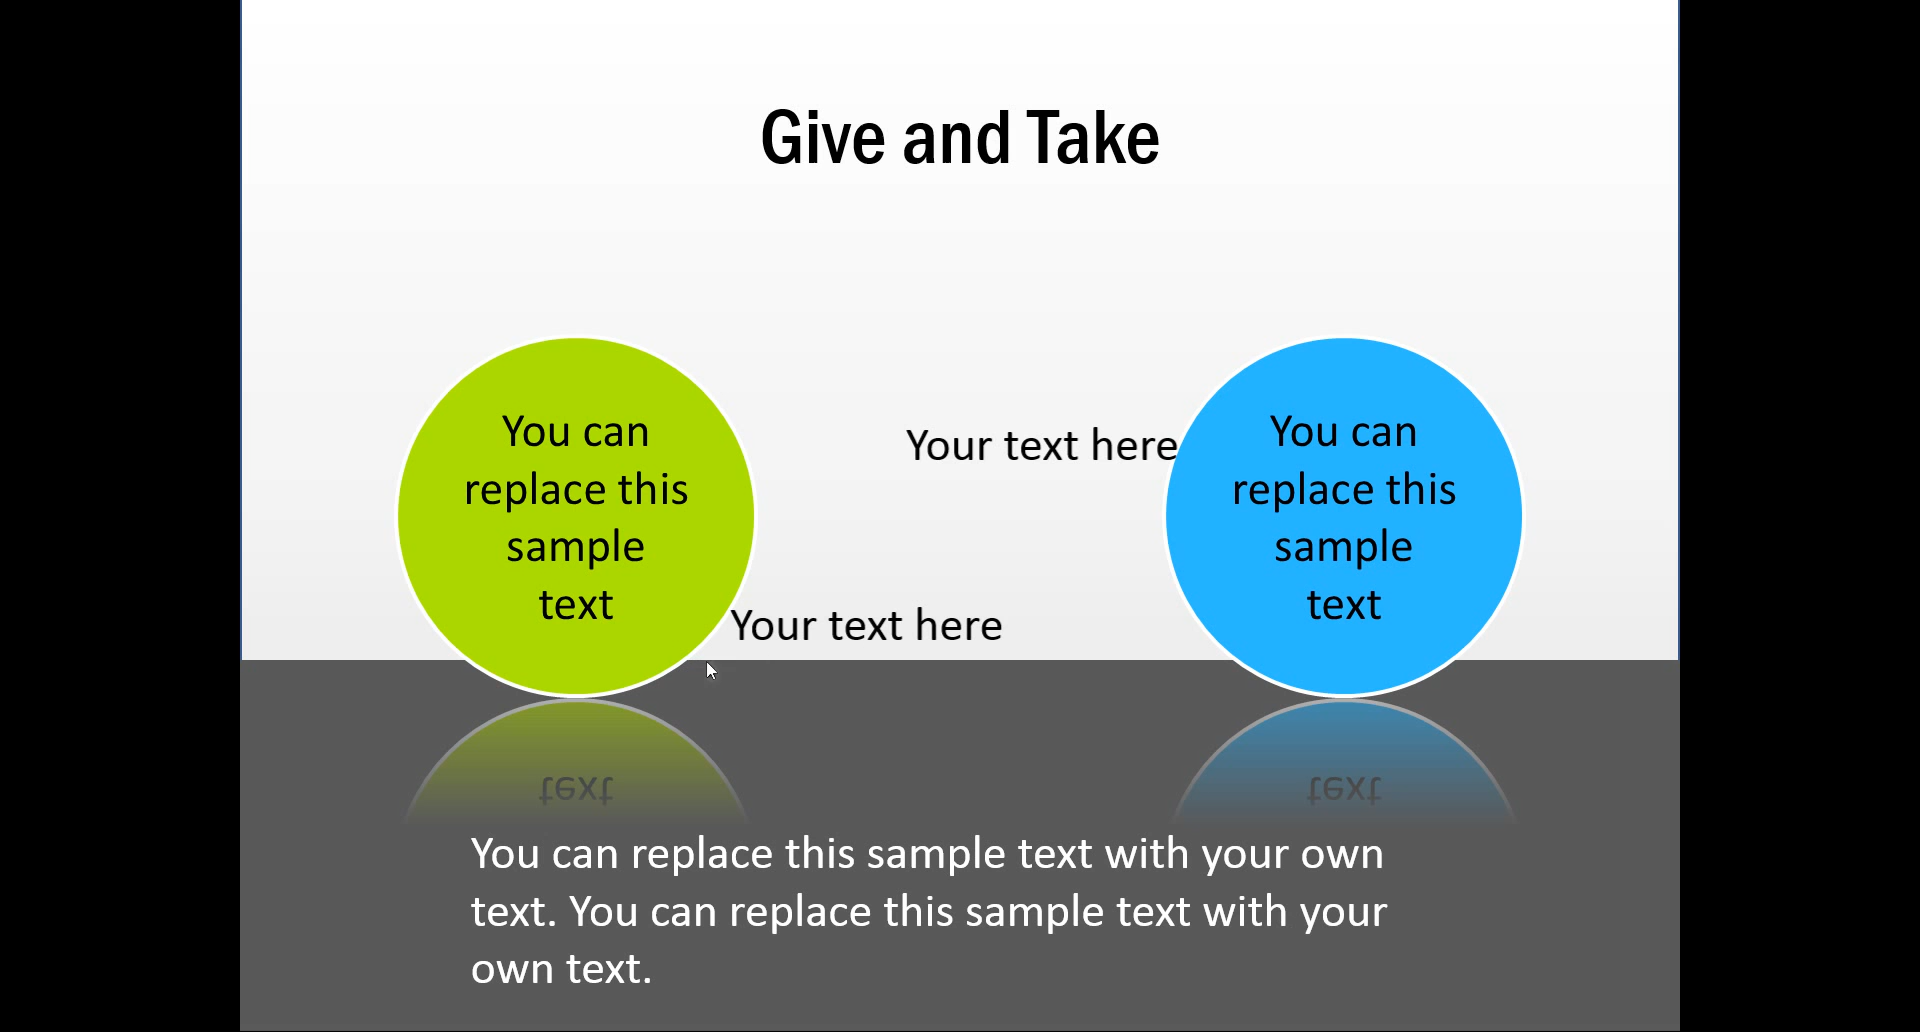 Give and Take
You can
replace this
sample
text
Your text here
Your text here
You can
replace this
sample
text
text
text
You can replace this sample text with your own
text. You can replace this sample text with your
own text.